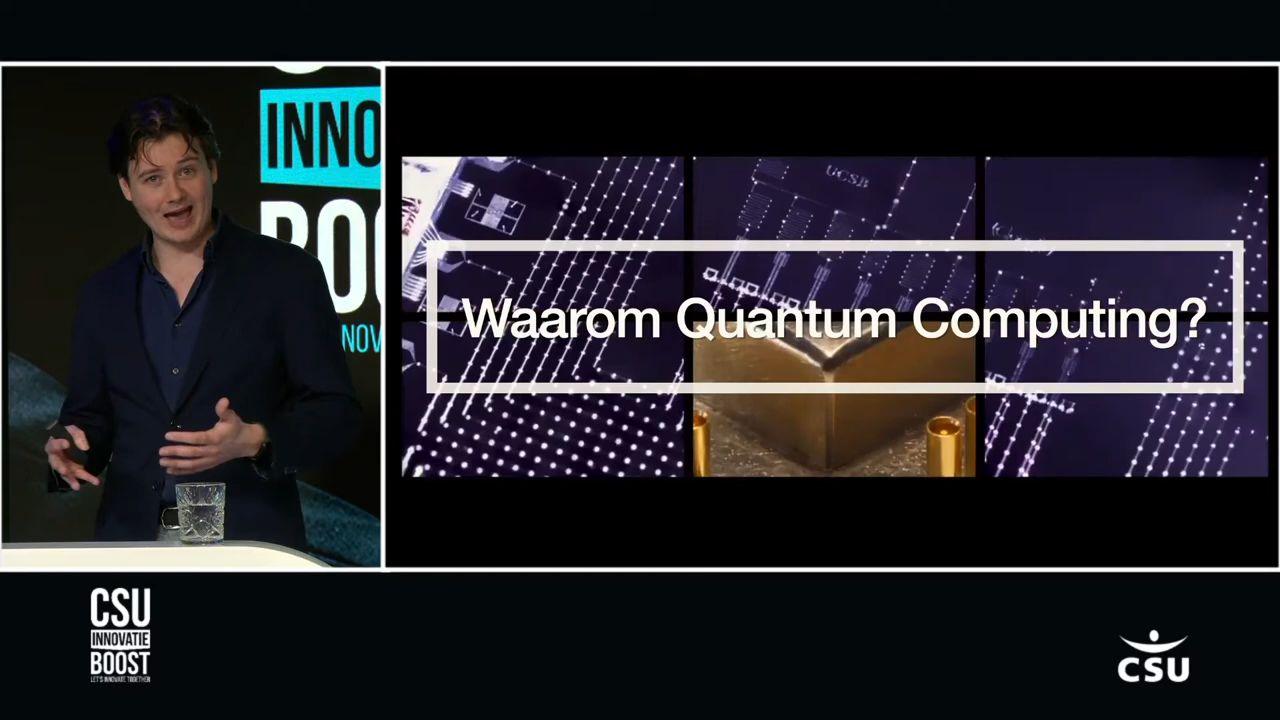 INNO
BOO
NOV
UCSB
Waarom Quantum Computing?
CSU
INNOVATIE
BOOST
LET'S INNOVATE TOGETHER
CSU